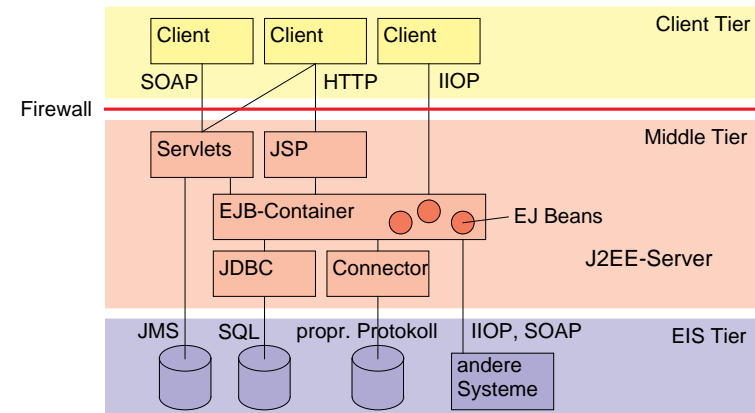 Client Client Client Client Tier
SOAP HTTP IIOP
Firewall
Servlets JSP Middle Tier
EJB-Container
EJ Beans
JDBC Connector J2EE-Server
JMS SQL propr. Protokoll IIOP, SOAP EIS Tier
andere
Systeme